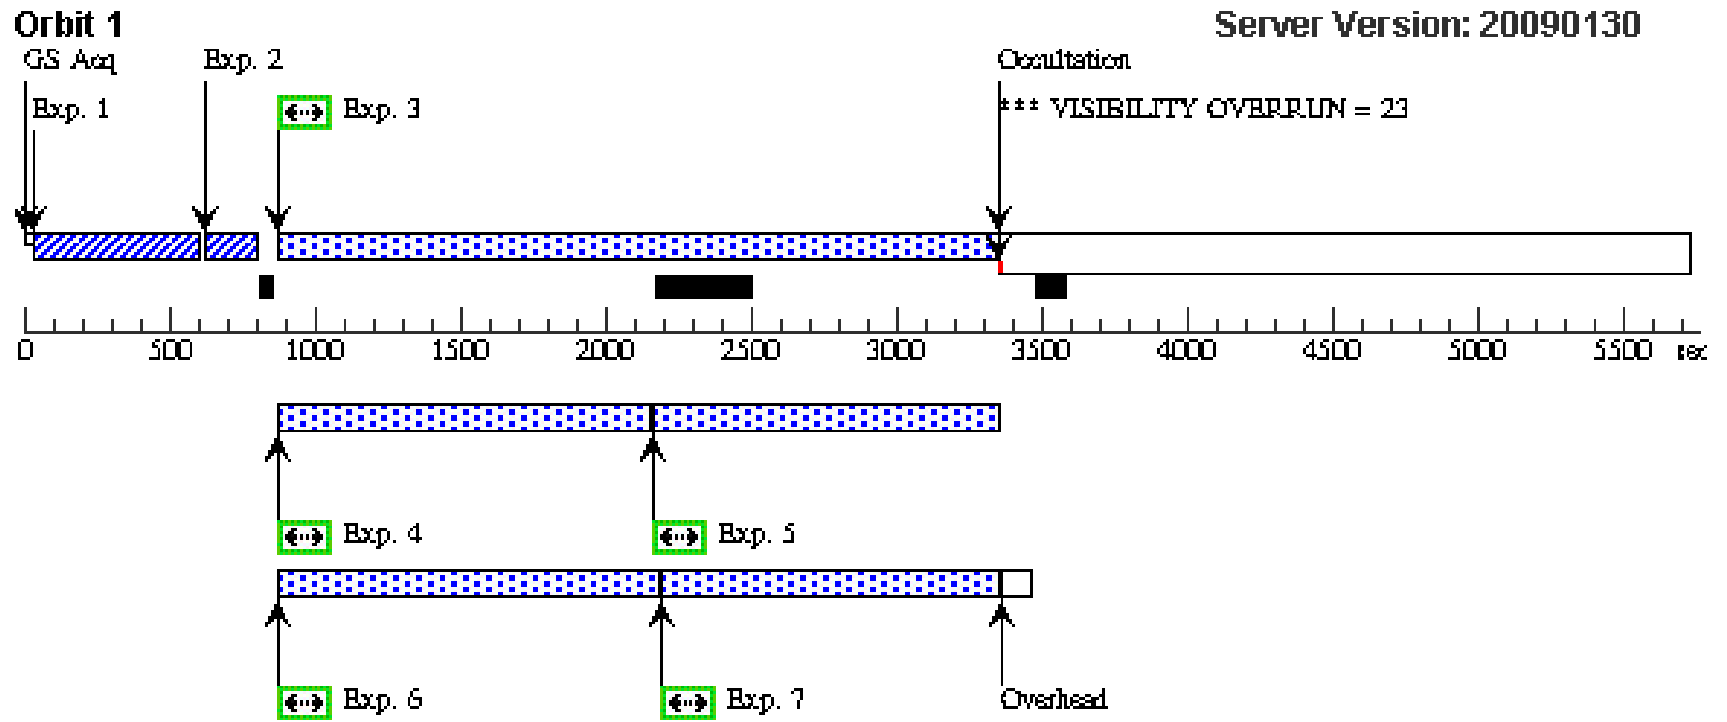 Orbit 1
Server Version: 20090130
GS Acq
Exp. 2
Occultation
Exp. 1
Exp. 3
*** VISIBILITY OVERRUN = 23
0 500 1000 1500 2000 2500 3000 3500 4000 4500 5000 5500 sec
Exp. 4
Exp. 5
Exp. 6
Exp. 7
Overhead